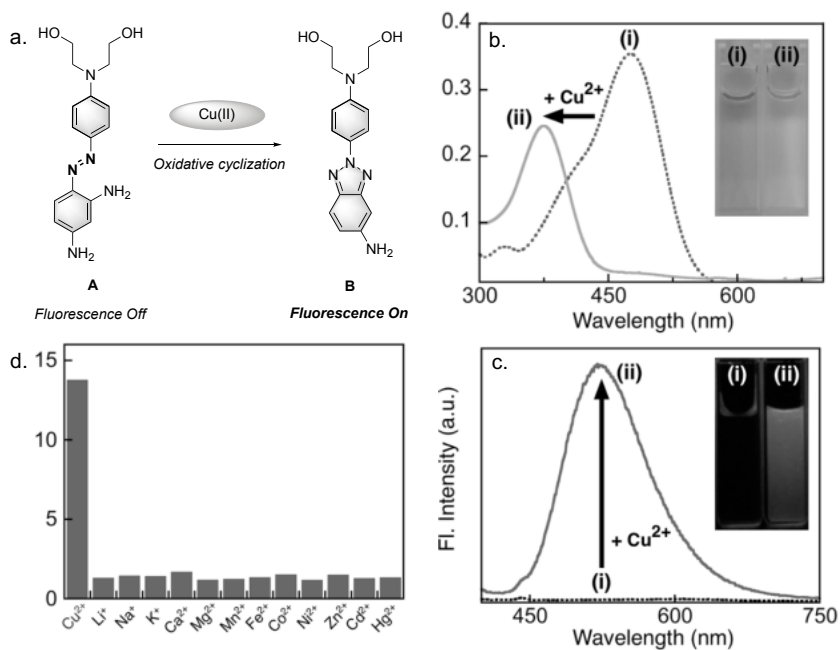 a.
OH HO
N
Cu(II)
Oxidative cyclization
N
N
NH₂
NH₂
A
Fluorescence Off
OH HO
N
N
N N
NH₂
B
Fluorescence On
b.
0.4
0.3
0.2
0.1
(i)
+ Cu²⁺
(ii)
(i) (ii)
300 450 600
Wavelength (nm)
d.
15
10
5
0
Cu²⁺ Li⁺ Na⁺ K⁺ Ca²⁺ Mg²⁺ Mn²⁺ Fe²⁺ Co²⁺ Ni²⁺ Zn²⁺ Cd²⁺ Hg²⁺
c.
Fl. Intensity (a.u.)
(ii)
(i) (ii)
+ Cu²⁺
(i)
450 600 750
Wavelength (nm)